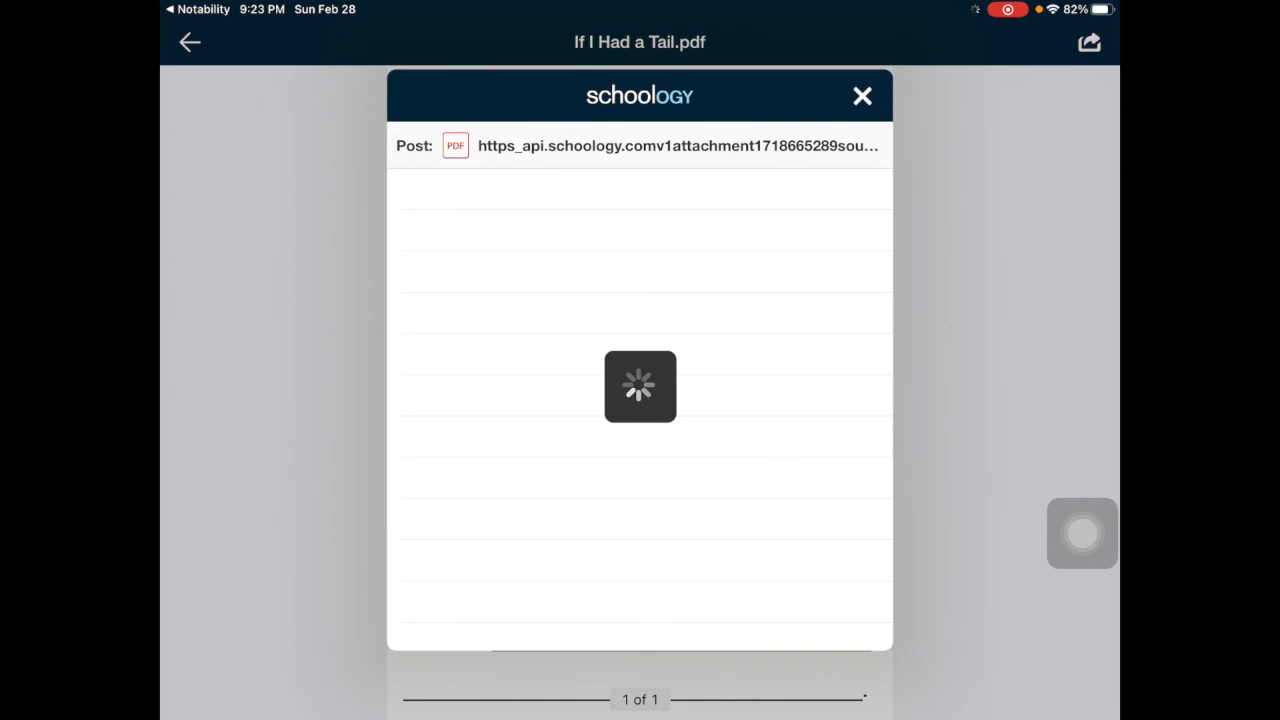 ◀ Notability 9:23 PM Sun Feb 28 82%
If I Had a Tail.pdf
schoology
Post: PDF https_api.schoology.comv1attachment1718665289sou...
1 of 1